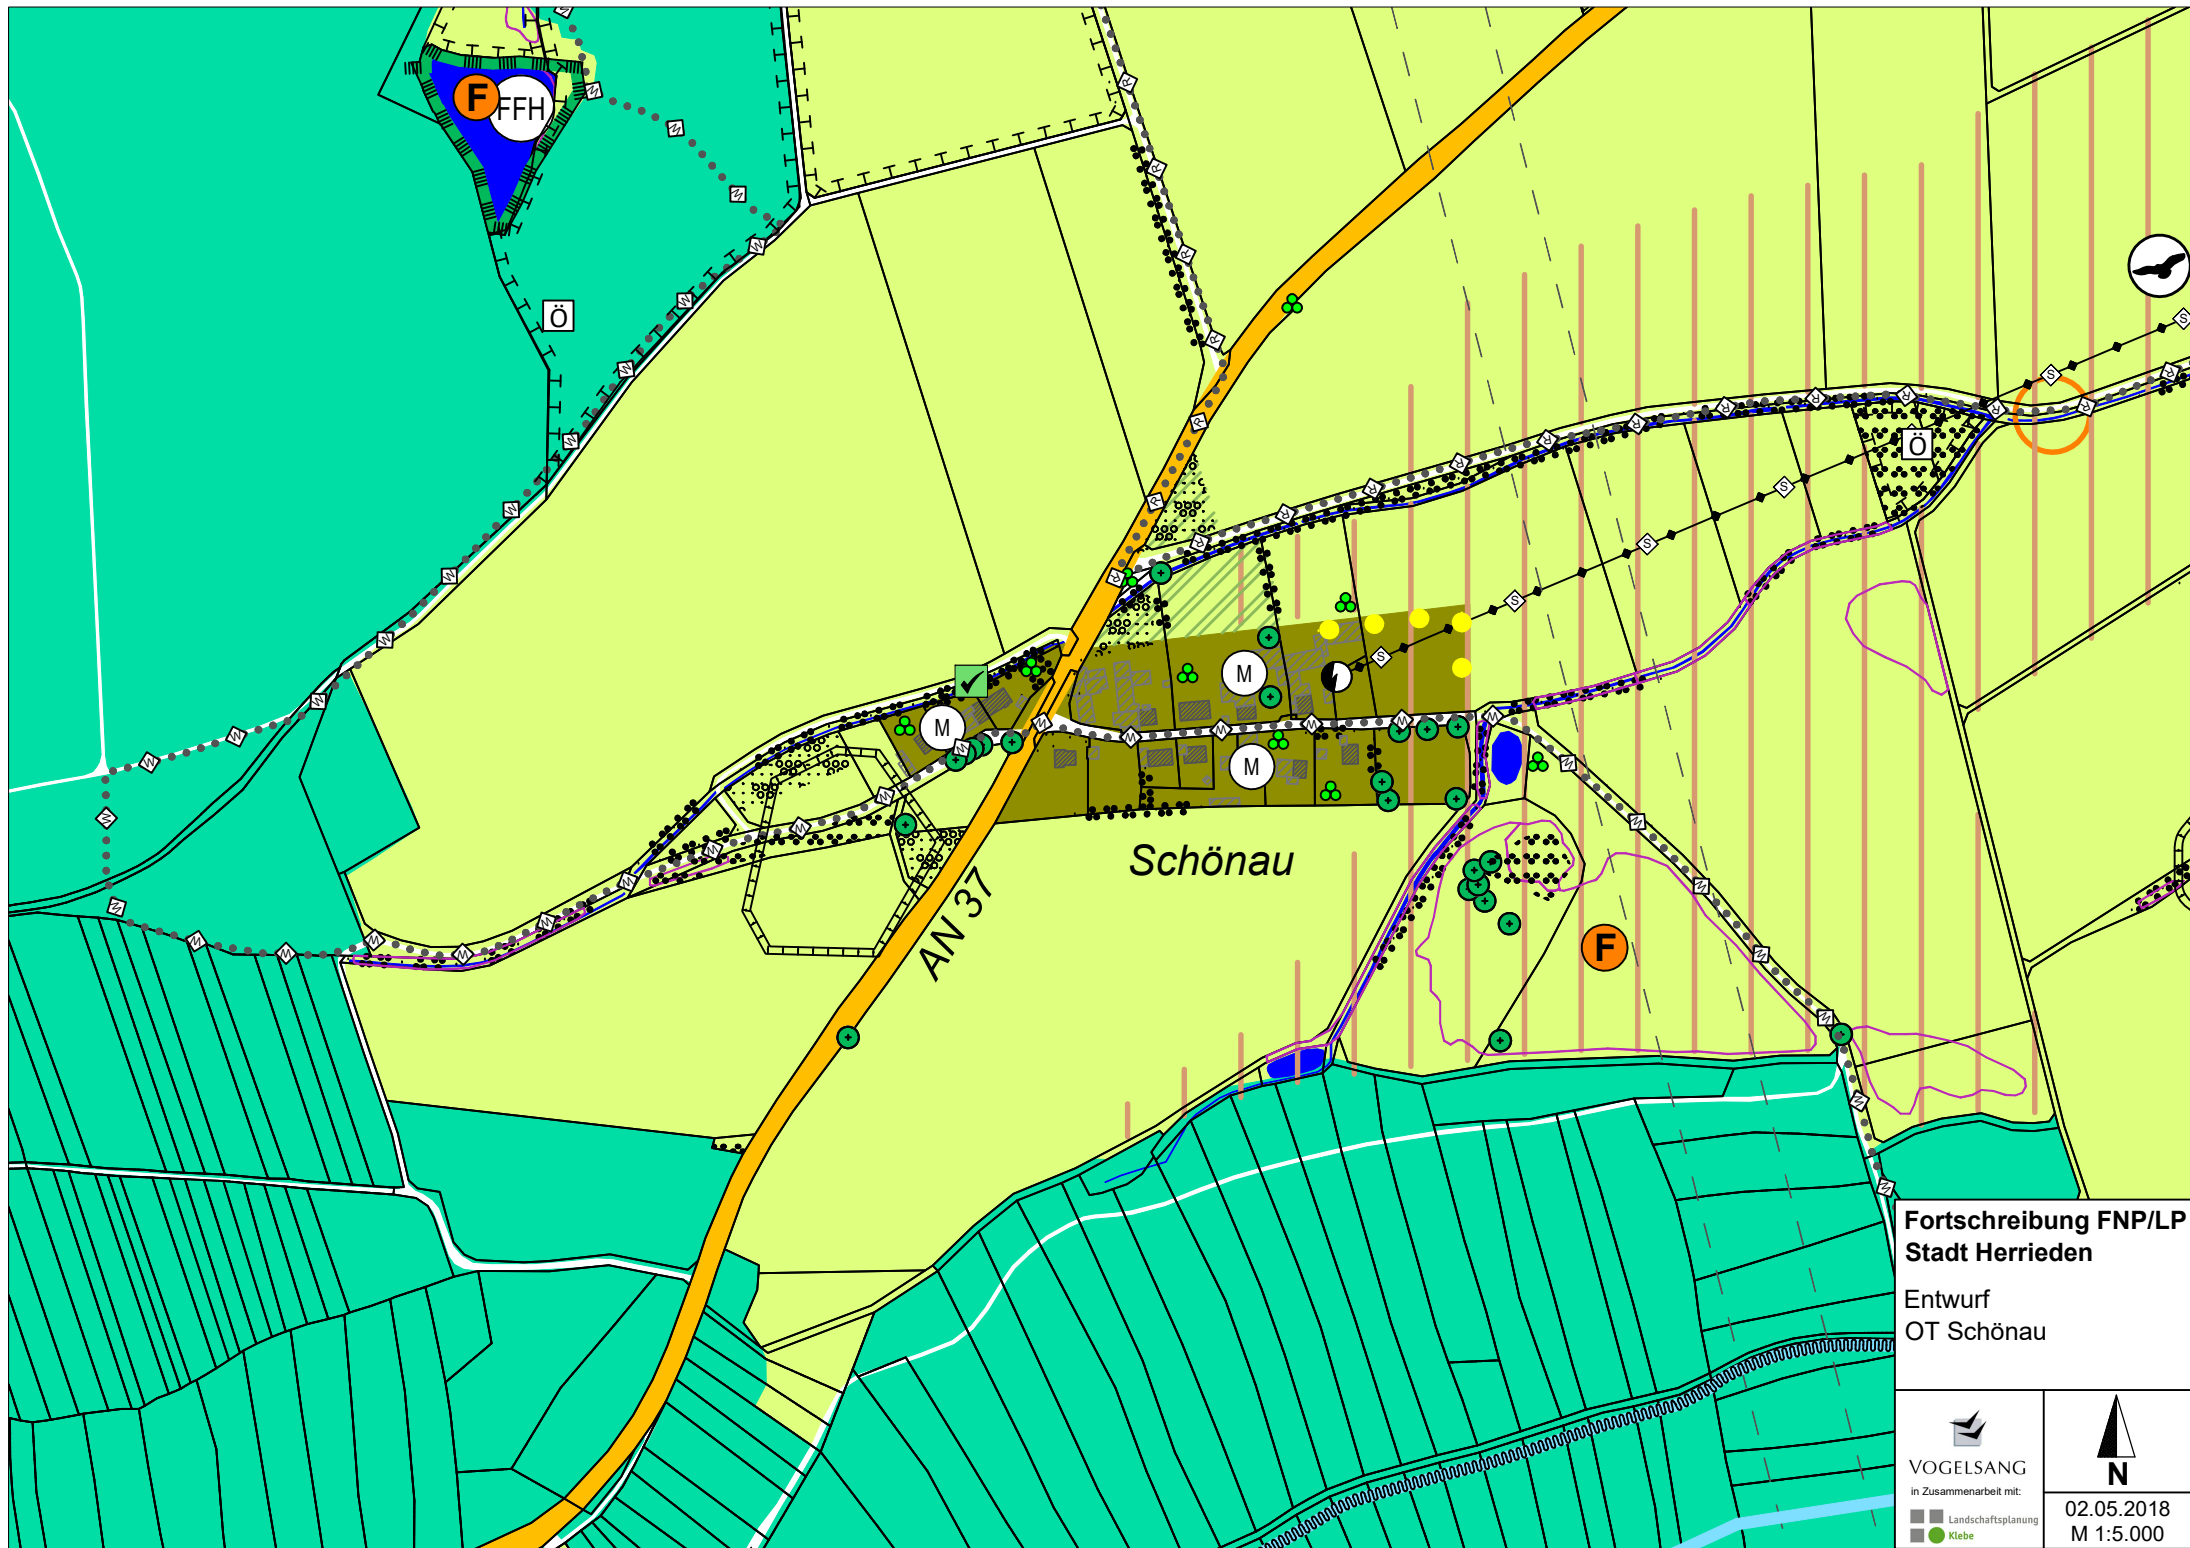 F
FFH
Ö
Ö
M
M
M
Schönau
AN 37
F
Fortschreibung FNP/LP
Stadt Herrieden
Entwurf
OT Schönau
VOGELSANG
in Zusammenarbeit mit:
Landschaftsplanung
Klebe
N
02.05.2018
M 1:5.000